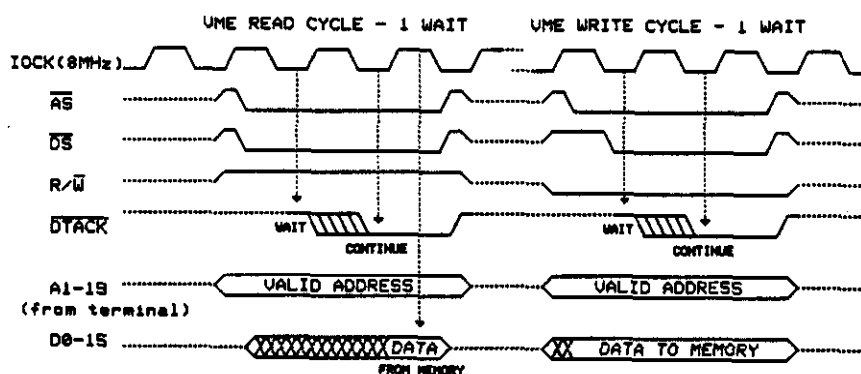 VME READ CYCLE - 1 WAIT VME WRITE CYCLE - 1 WAIT
IOCK(8MHz)
AS
DS
R/W
DTACK WAIT CONTINUE WAIT CONTINUE
A1-19 VALID ADDRESS VALID ADDRESS
(from terminal)
D0-15 DATA DATA TO MEMORY
FROM MEMORY